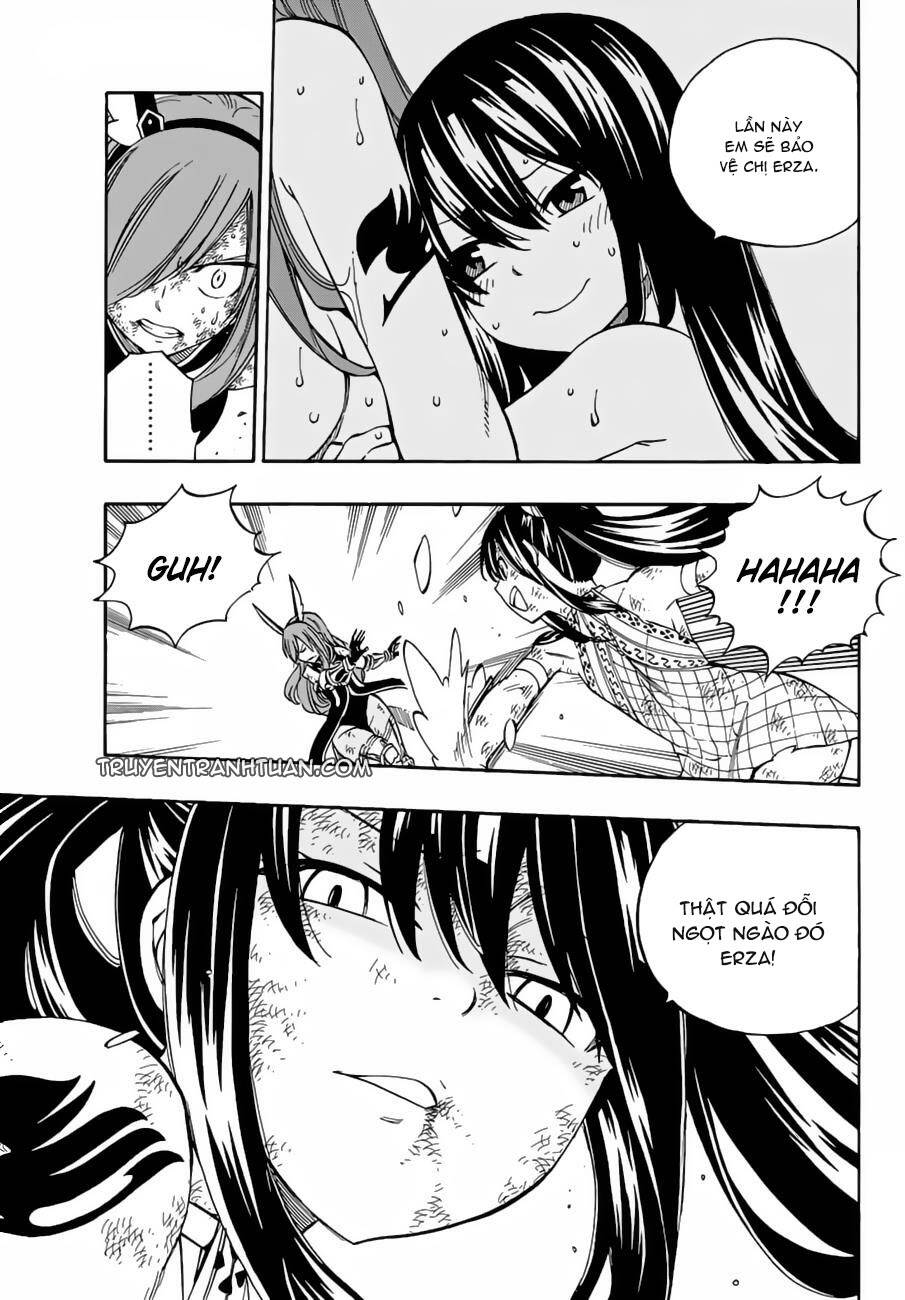 LẦN NÀY
EM SẼ BẢO
VỆ CHỊ ERZA.
.........
HAHAHA
!!!
GUH!
TRUYENTRANHTUAN.COM
THẬT QUÁ ĐỖI
NGỌT NGÀO ĐÓ
ERZA!